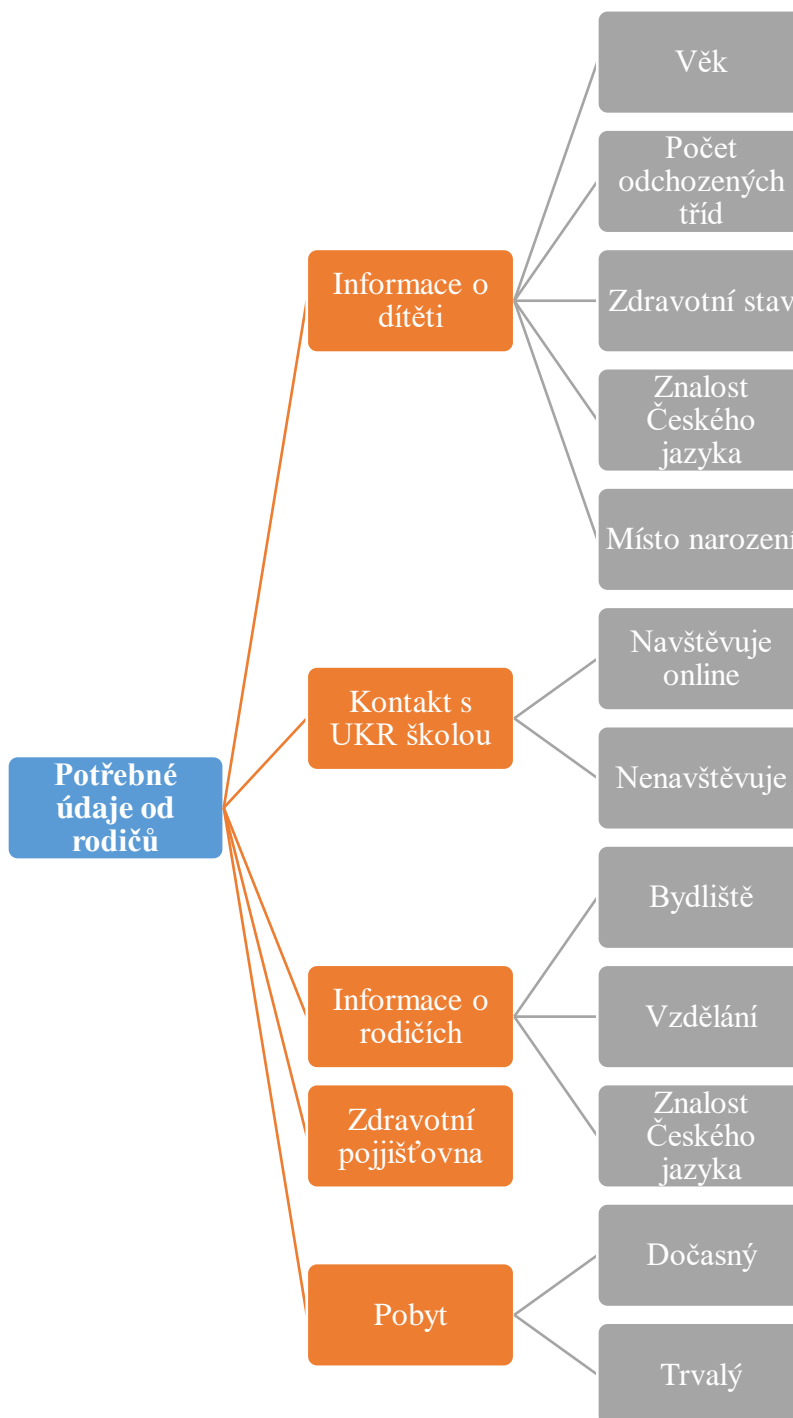 Věk
Počet
odchozených
tříd
Informace o
dítěti
Zdravotní stav
Znalost
Českého
jazyka
Místo narození
Navštěvuje
online
Kontakt s
UKR školou
Nenavštěvuje
Potřebné
údaje od
rodičů
Bydliště
Informace o
rodičích
Vzdělání
Zdravotní
pojjišťovna
Znalost
Českého
jazyka
Dočasný
Pobyt
Trvalý